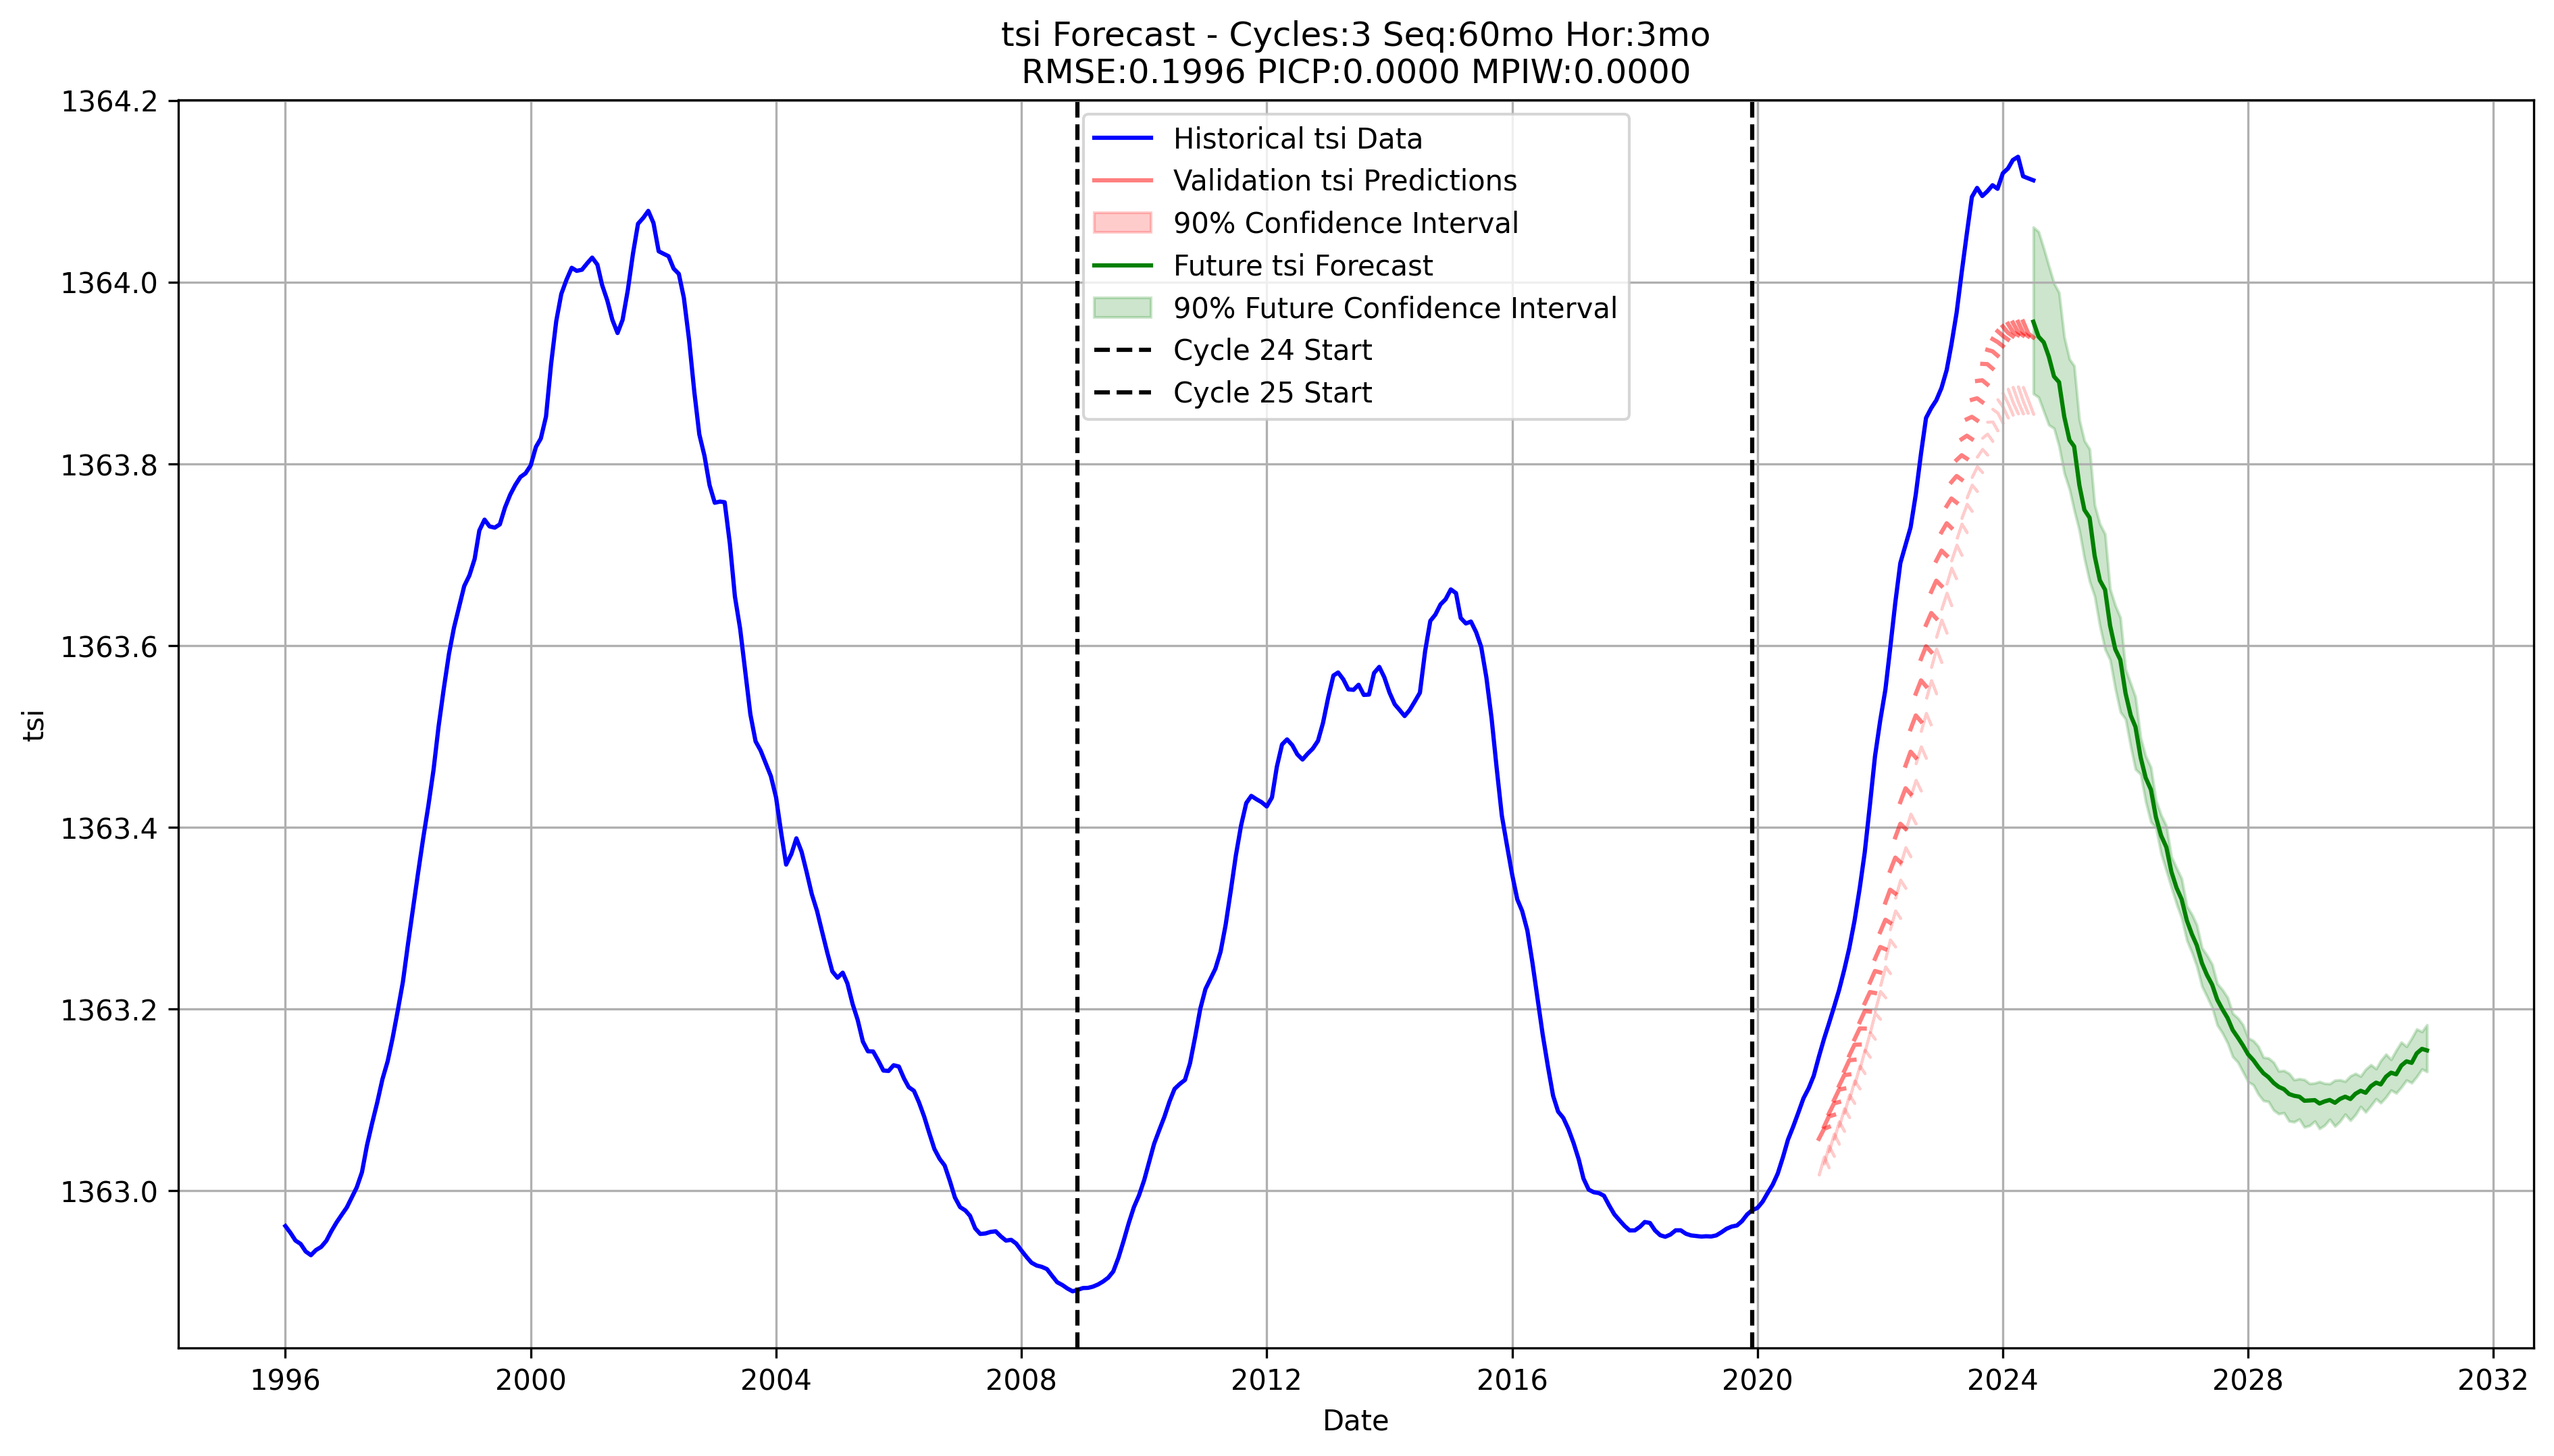 tsi Forecast - Cycles:3 Seq:60mo Hor:3mo
RMSE:0.1996 PICP:0.0000 MPIW:0.0000
1364.2
1364.0
1363.8
1363.6
1363.4
1363.2
1363.0
tsi
Historical tsi Data
Validation tsi Predictions
90% Confidence Interval
Future tsi Forecast
90% Future Confidence Interval
Cycle 24 Start
Cycle 25 Start
1996 2000 2004 2008 2012 2016 2020 2024 2028 2032
Date